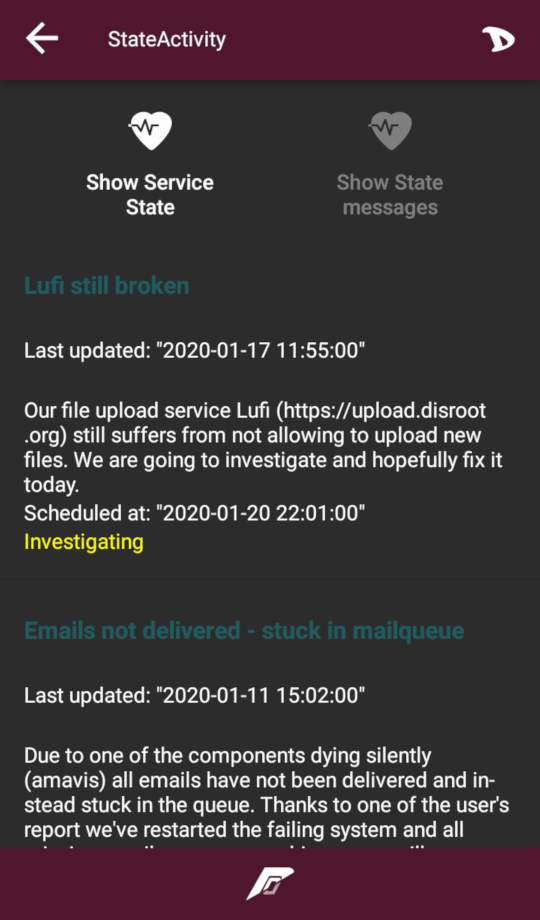 StateActivity
Show Service
State
Show State
messages
Lufi still broken
Last updated: "2020-01-17 11:55:00"
Our file upload service Lufi (https://upload.disroot
.org) still suffers from not allowing to upload new
files. We are going to investigate and hopefully fix it
today.
Scheduled at: "2020-01-20 22:01:00"
Investigating
Emails not delivered - stuck in mailqueue
Last updated: "2020-01-11 15:02:00"
Due to one of the components dying silently
(amavis) all emails have not been delivered and in-
stead stuck in the queue. Thanks to one of the user's
report we've restarted the failing system and all